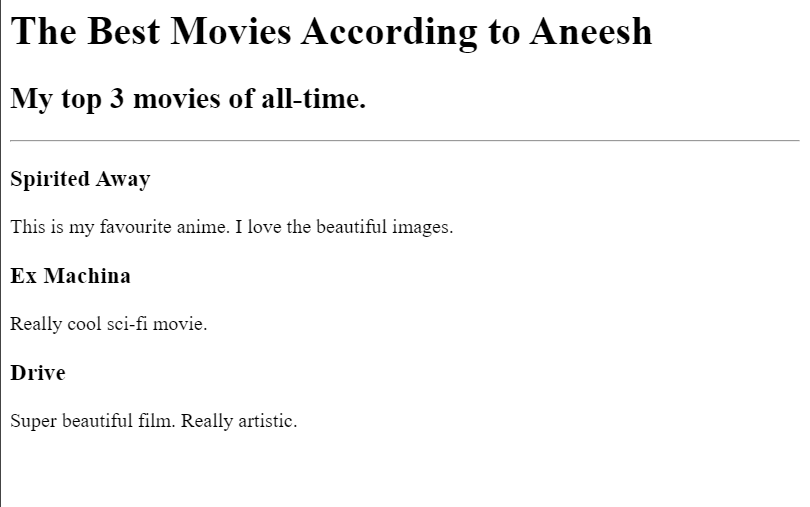 The Best Movies According to Aneesh
My top 3 movies of all-time.
Spirited Away
This is my favourite anime. I love the beautiful images.
Ex Machina
Really cool sci-fi movie.
Drive
Super beautiful film. Really artistic.